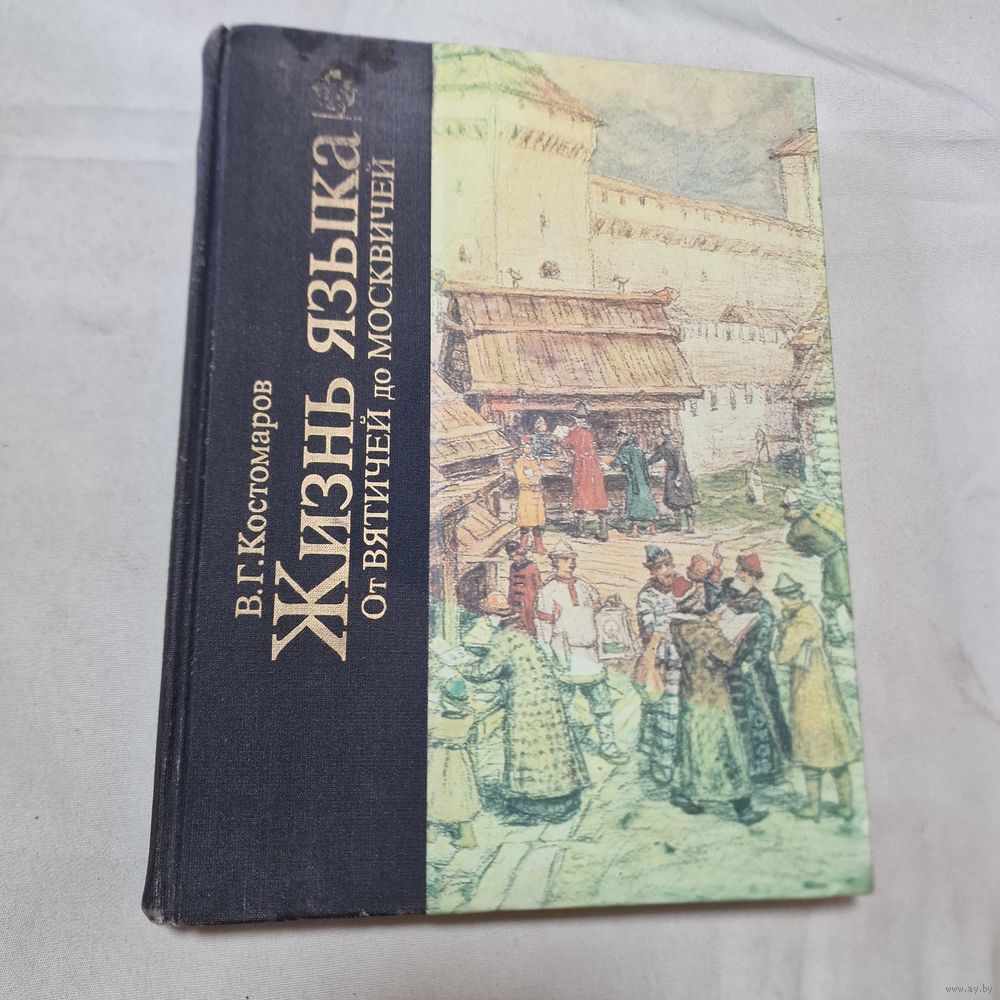 В.Г.Костомаров
Жизнь языка
От ВЯТИЧЕЙ до МОСКВИЧЕЙ
www.ay.by